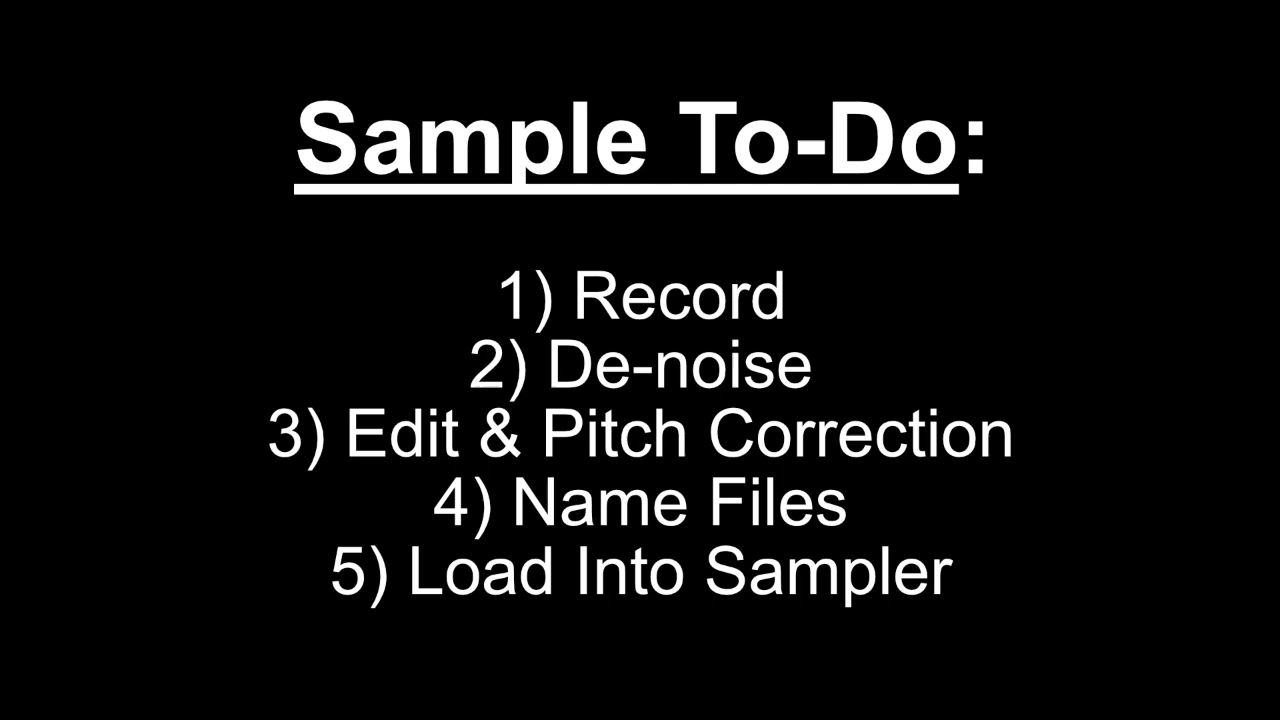 Sample To-Do:
1) Record
2) De-noise
3) Edit & Pitch Correction
4) Name Files
5) Load Into Sampler